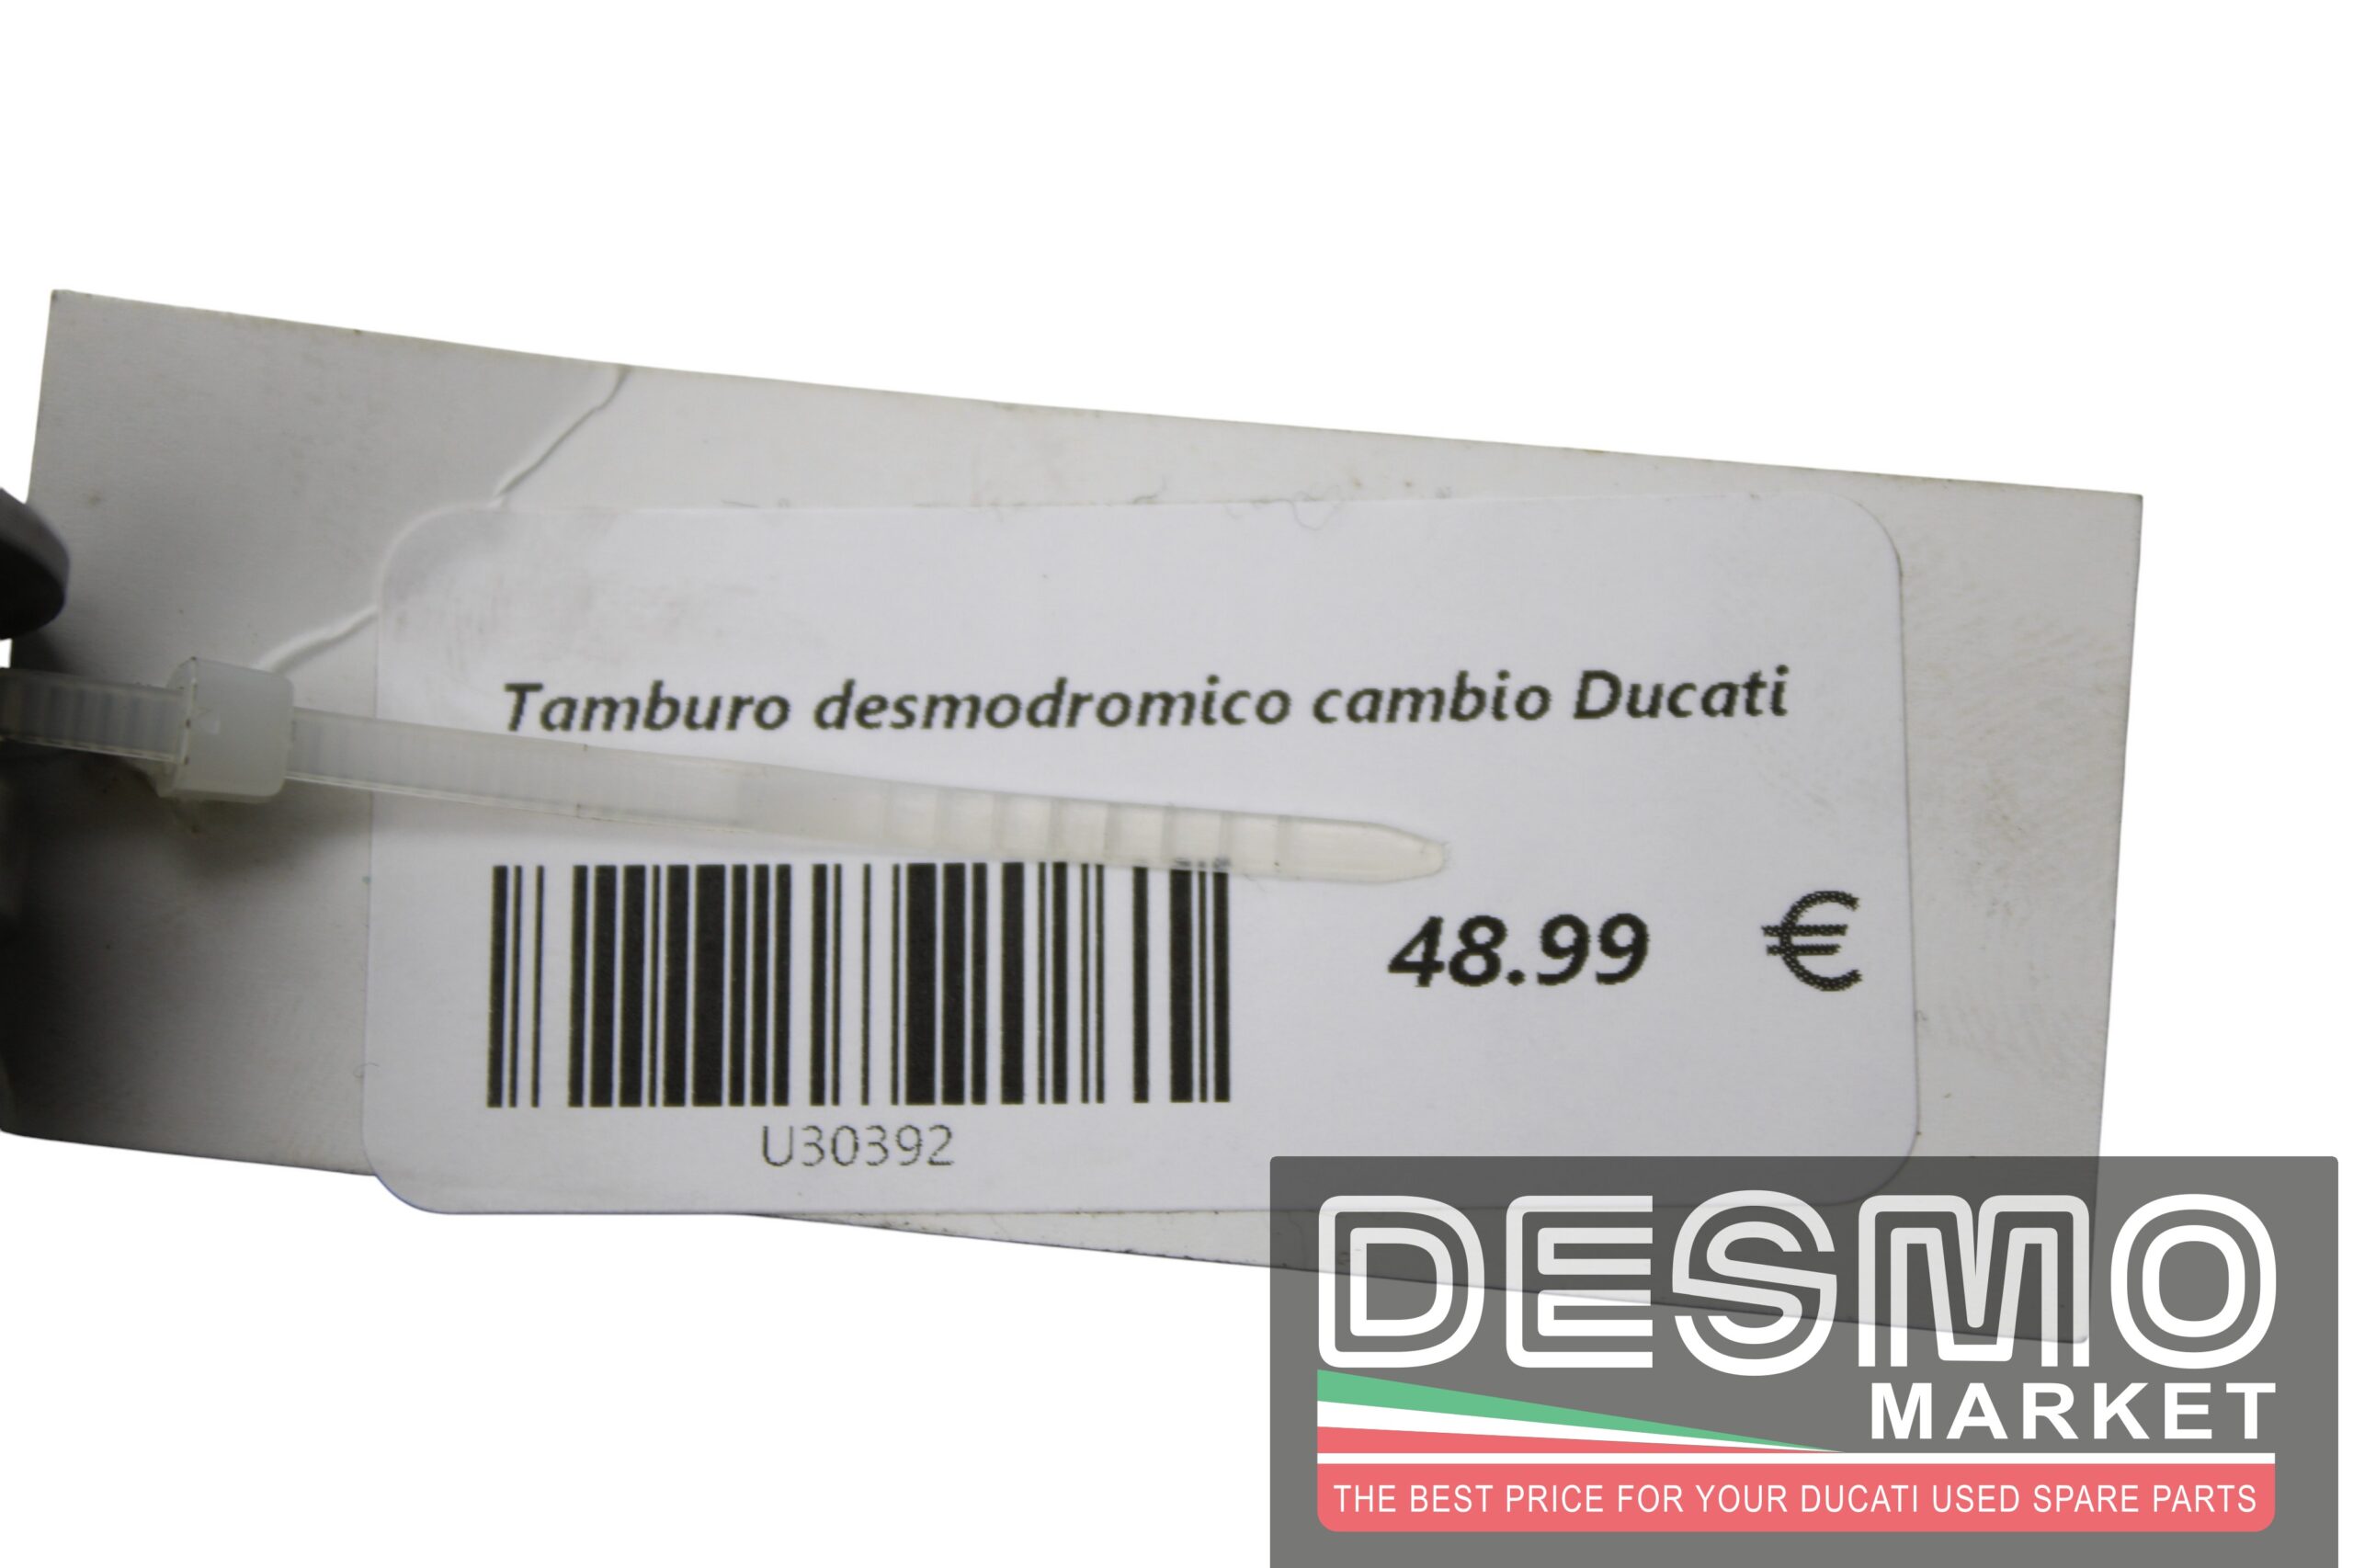 Tamburo desmodromico cambio Ducati
48.99 €
U30392
DESMO
MARKET
THE BEST PRICE FOR YOUR DUCATI USED SPARE PARTS